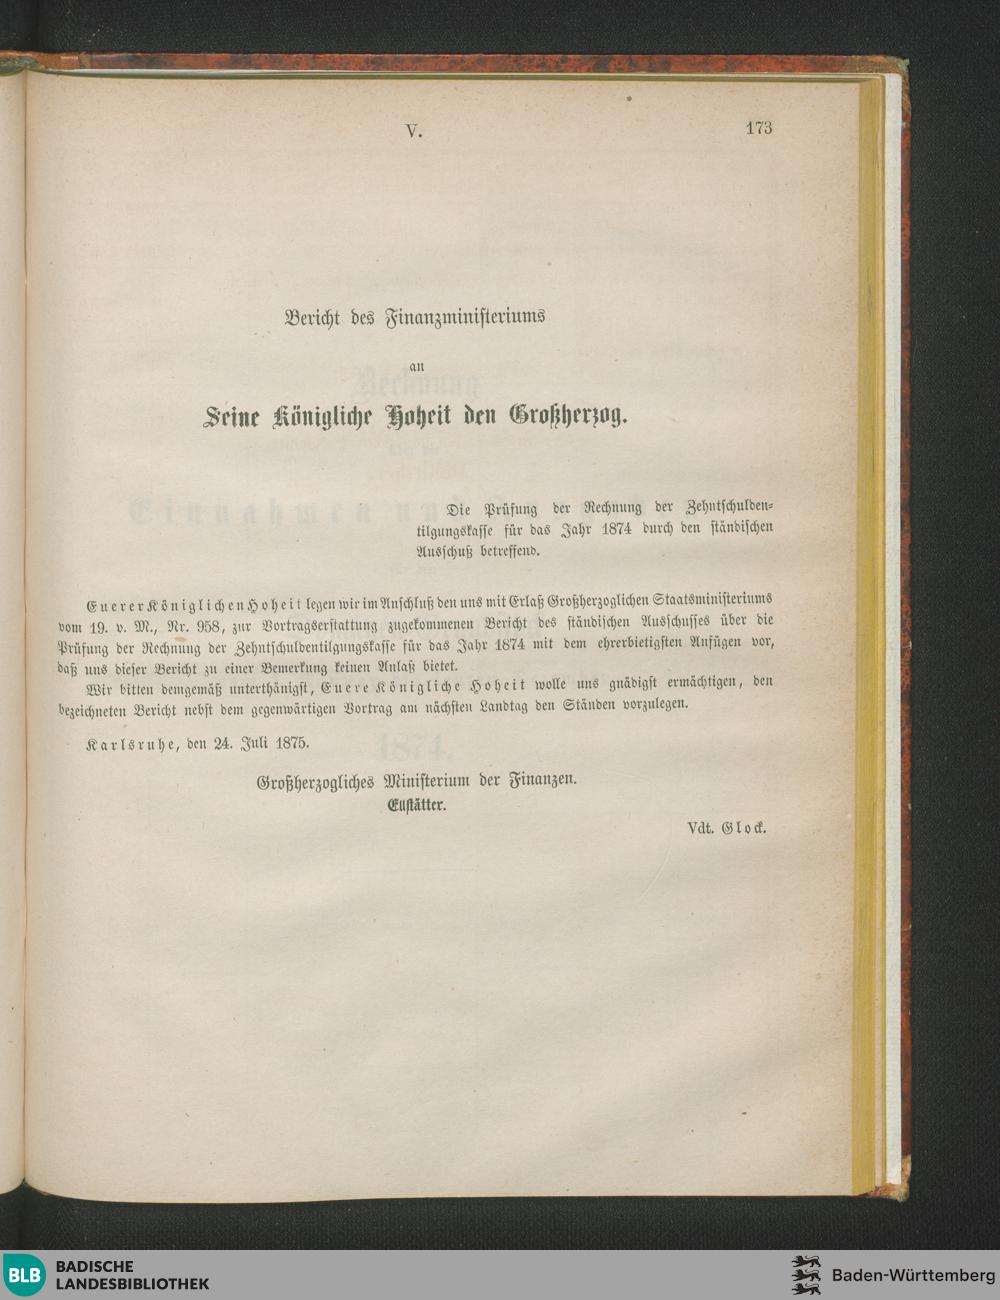 V.
173
Bericht des Finanzministeriums
an
Seine Königliche Hoheit den Großherzog.
Die Prüfung der Rechnung der Zehntschulden-
tilgungskasse für das Jahr 1874 durch den ständischen
Ausschuß betreffend.
Euerer Königlichen Hoheit legen wir im Anschluß den uns mit Erlaß Großherzoglichen Staatsministeriums
vom 19. v. M., Nr. 958, zur Vortragserstattung zugekommenen Bericht des ständischen Ausschusses über die
Prüfung der Rechnung der Zehntschuldentilgungskasse für das Jahr 1874 mit dem ehrerbietigsten Anfügen vor,
daß uns dieser Bericht zu einer Bemerkung keinen Anlaß bietet.
Wir bitten demgemäß unterthänigst, Euere Königliche Hoheit wolle uns gnädigst ermächtigen, den
bezeichneten Bericht nebst dem gegenwärtigen Vortrag am nächsten Landtag den Ständen vorzulegen.
Karlsruhe, den 24. Juli 1875.
Großherzogliches Ministerium der Finanzen.
Ellstätter.
Vdt. Glock.
BLB BADISCHE
LANDESBIBLIOTHEK
Baden-Württemberg